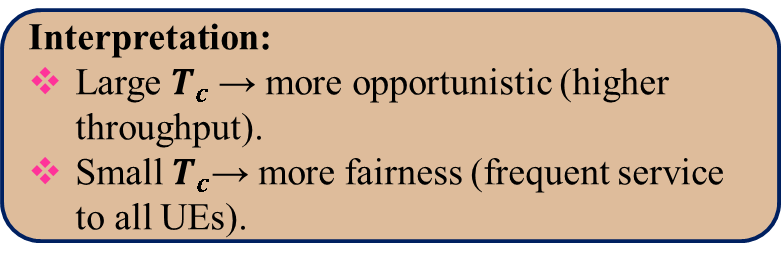 Interpretation:
❖ Large T_c → more opportunistic (higher
throughput).
❖ Small T_c→ more fairness (frequent service
to all UEs).